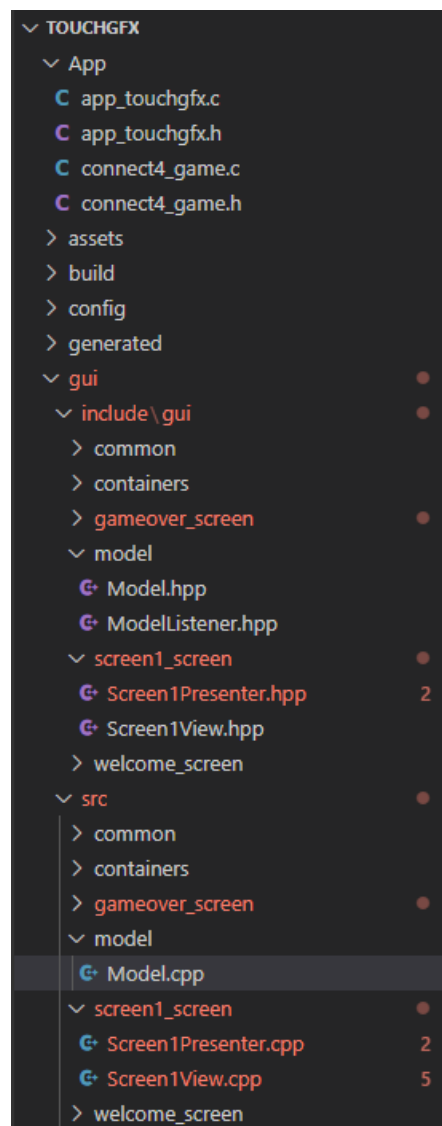 TOUCHGFX
App
C app_touchgfx.c
C app_touchgfx.h
C connect4_game.c
C connect4_game.h
assets
build
config
generated
gui
include\gui
common
containers
gameover_screen
model
Model.hpp
ModelListener.hpp
screen1_screen
Screen1Presenter.hpp 2
Screen1View.hpp
welcome_screen
src
common
containers
gameover_screen
model
Model.cpp
screen1_screen
Screen1Presenter.cpp 2
Screen1View.cpp 5
welcome_screen